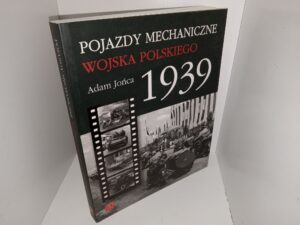 POJAZDY MECHANICZNE
WOJSKA POLSKIEGO
Adam Jońca
1939